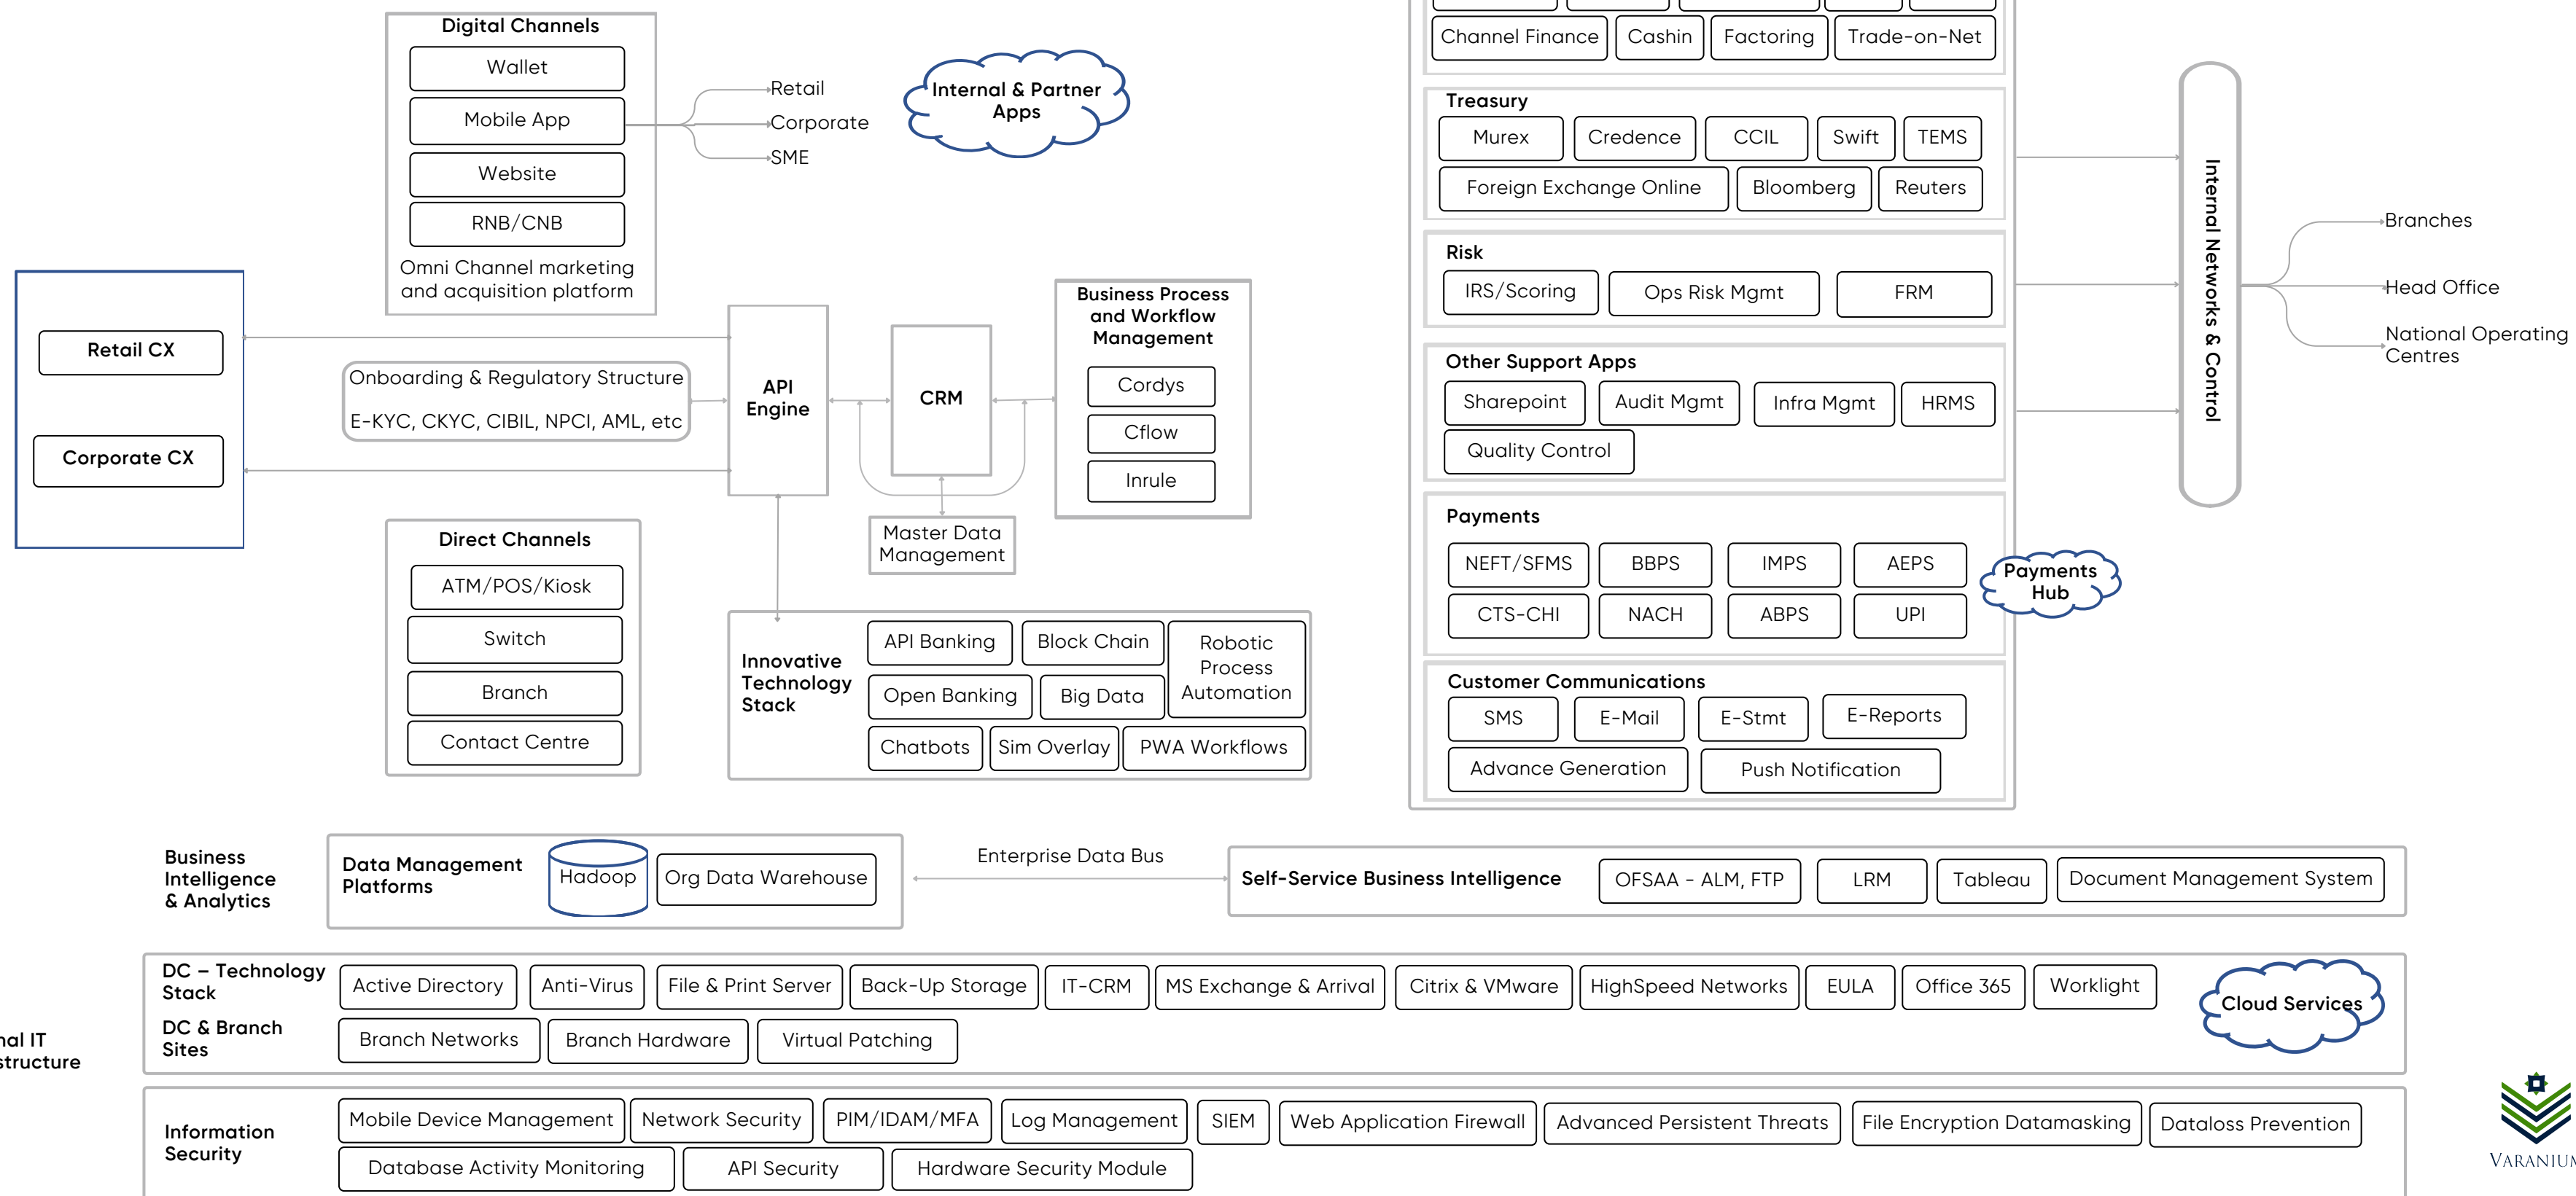 Digital Channels
Wallet
Mobile App
Website
RNB/CNB
Omni Channel marketing
and acquisition platform
Retail
Corporate
SME
Internal & Partner
Apps
Retail CX
Corporate CX
Onboarding & Regulatory Structure
E-KYC, CKYC, CIBIL, NPCI, AML, etc
API
Engine
CRM
Master Data
Management
Business Process
and Workflow
Management
Cordys
Cflow
Inrule
Direct Channels
ATM/POS/Kiosk
Switch
Branch
Contact Centre
Innovative
Technology
Stack
API Banking
Block Chain
Robotic
Process
Automation
Open Banking
Big Data
Chatbots
Sim Overlay
PWA Workflows
Channel Finance
Cashin
Factoring
Trade-on-Net
Treasury
Murex
Credence
CCIL
Swift
TEMS
Foreign Exchange Online
Bloomberg
Reuters
Risk
IRS/Scoring
Ops Risk Mgmt
FRM
Other Support Apps
Sharepoint
Audit Mgmt
Infra Mgmt
HRMS
Quality Control
Payments
NEFT/SFMS
BBPS
IMPS
AEPS
CTS-CHI
NACH
ABPS
UPI
Payments
Hub
Customer Communications
SMS
E-Mail
E-Stmt
E-Reports
Advance Generation
Push Notification
Internal Networks & Control
Branches
Head Office
National Operating
Centres
Business
Intelligence
& Analytics
Data Management
Platforms
Hadoop
Org Data Warehouse
Enterprise Data Bus
Self-Service Business Intelligence
OFSAA - ALM, FTP
LRM
Tableau
Document Management System
nal IT
structure
DC – Technology
Stack
Active Directory
Anti-Virus
File & Print Server
Back-Up Storage
IT-CRM
MS Exchange & Arrival
Citrix & VMware
HighSpeed Networks
EULA
Office 365
Worklight
Cloud Services
DC & Branch
Sites
Branch Networks
Branch Hardware
Virtual Patching
Information
Security
Mobile Device Management
Network Security
PIM/IDAM/MFA
Log Management
SIEM
Web Application Firewall
Advanced Persistent Threats
File Encryption Datamasking
Dataloss Prevention
Database Activity Monitoring
API Security
Hardware Security Module
VARANIUM